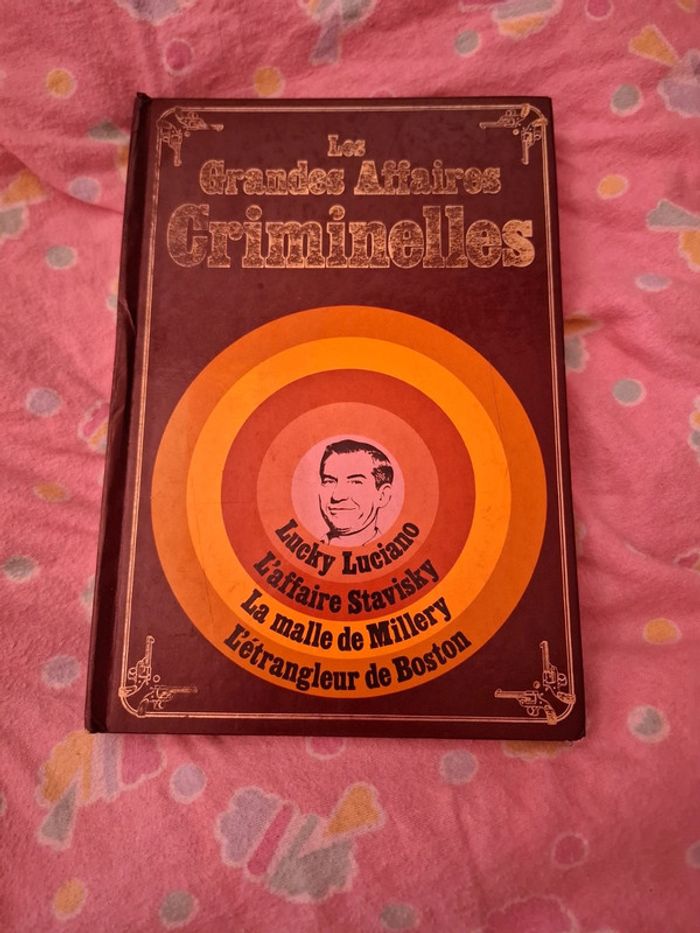 Les
Grandes Affaires
Criminelles
Lucky Luciano
L'affaire Stavisky
La malle de Millery
L'étrangleur de Boston